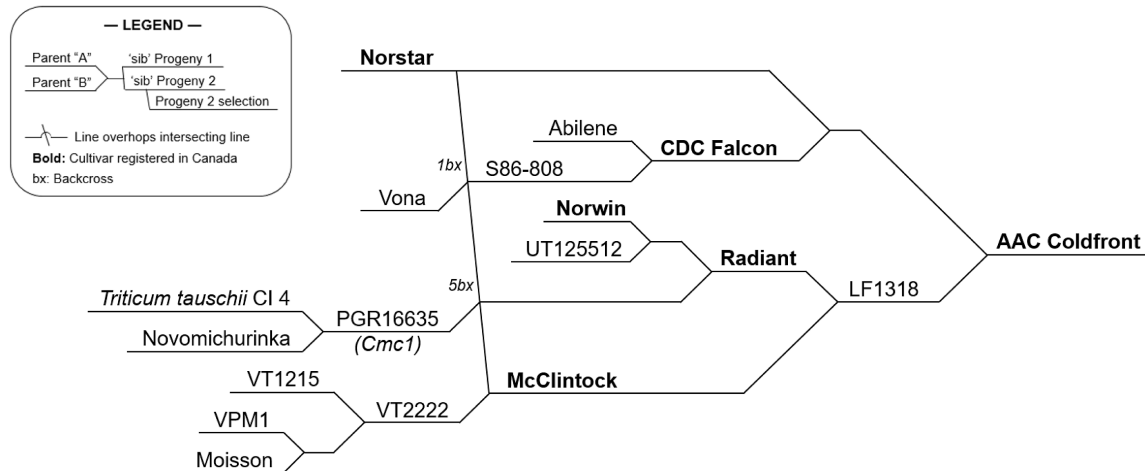 — LEGEND —
Parent “A”
‘sib’ Progeny 1
Parent “B”
‘sib’ Progeny 2
Progeny 2 selection
Line overhops intersecting line
Bold: Cultivar registered in Canada
bx: Backcross
Norstar
Abilene
CDC Falcon
1bx
S86-808
Vona
Norwin
UT125512
Radiant
AAC Coldfront
5bx
LF1318
Triticum tauschii CI 4
PGR16635
(Cmc1)
Novomichurinka
McClintock
VT1215
VT2222
VPM1
Moisson